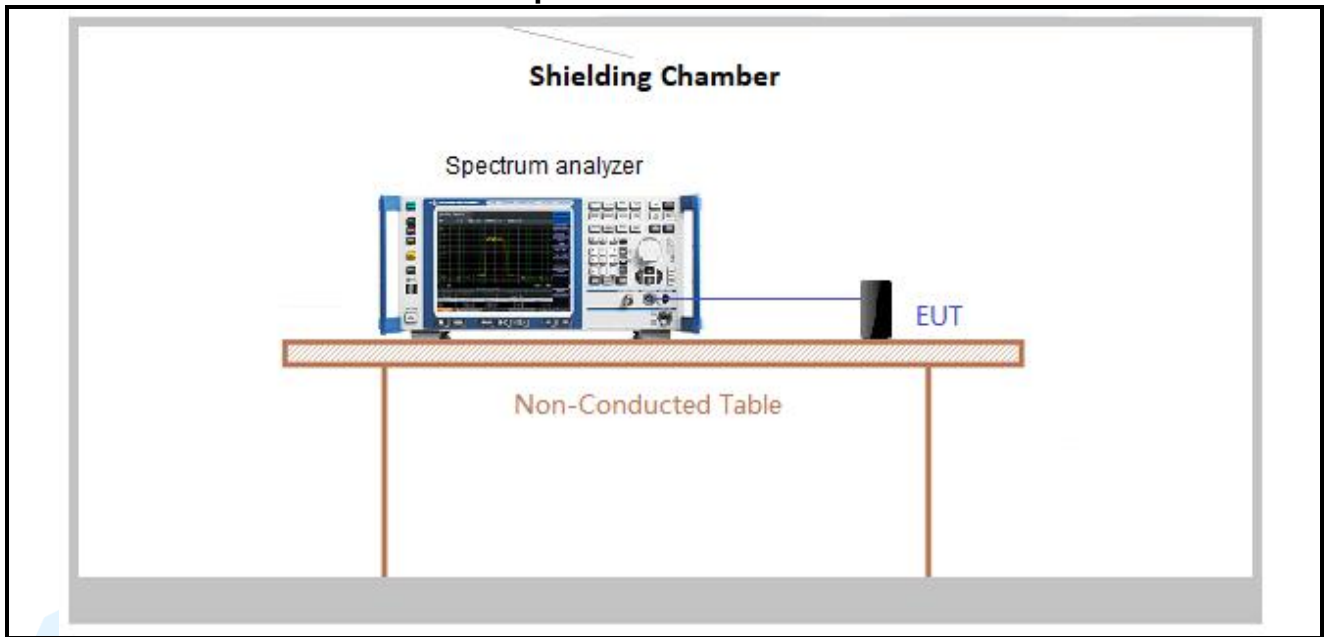 Shielding Chamber
Spectrum analyzer
EUT
Non-Conducted Table